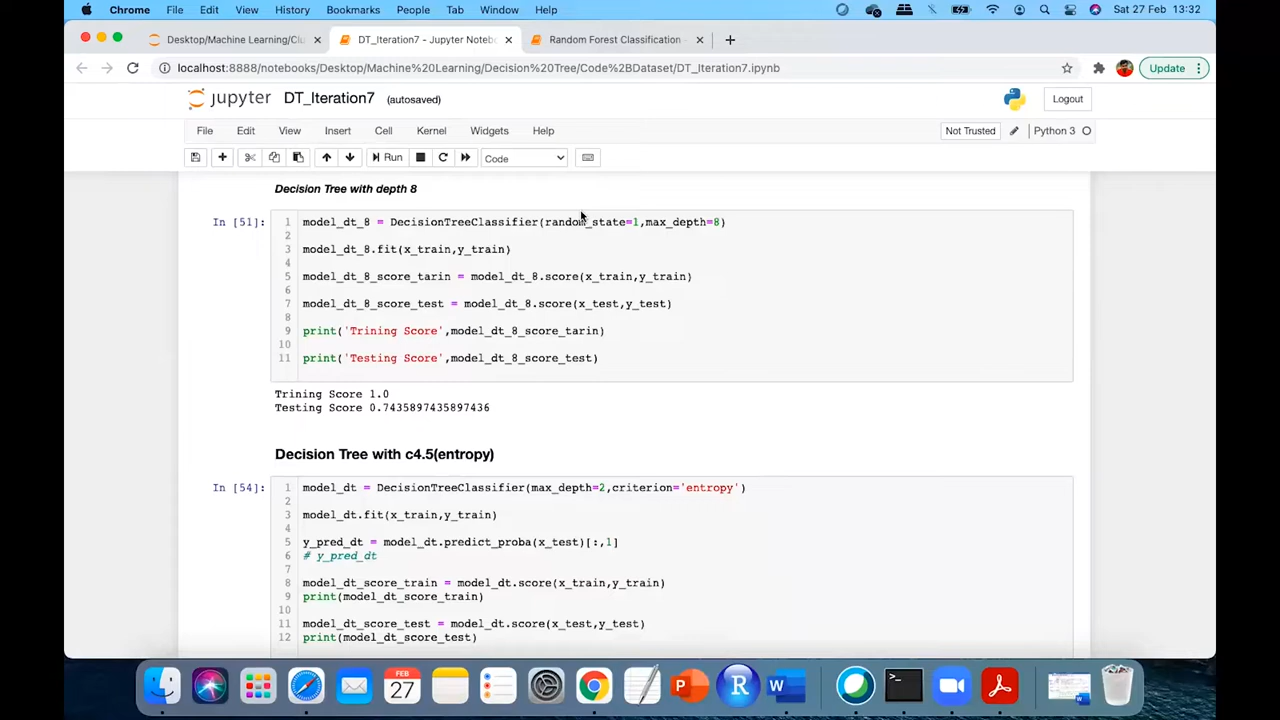 Chrome File Edit View History Bookmarks People Tab Window Help Sat 27 Feb 13:32
Desktop/Machine Learning/Clu DT_Iteration7 - Jupyter Notebo Random Forest Classification -
localhost:8888/notebooks/Desktop/Machine%20Learning/Decision%20Tree/Code%2BDataset/DT_Iteration7.ipynb Update
jupyter DT_Iteration7 (autosaved) Logout
File Edit View Insert Cell Kernel Widgets Help Not Trusted Python 3
Run Code
Decision Tree with depth 8
In [51]: 1 model_dt_8 = DecisionTreeClassifier(random_state=1,max_depth=8)
2
3 model_dt_8.fit(x_train,y_train)
4
5 model_dt_8_score_tarin = model_dt_8.score(x_train,y_train)
6
7 model_dt_8_score_test = model_dt_8.score(x_test,y_test)
8
9 print('Trining Score',model_dt_8_score_tarin)
10
11 print('Testing Score',model_dt_8_score_test)
Trining Score 1.0
Testing Score 0.7435897435897436
Decision Tree with c4.5(entropy)
In [54]: 1 model_dt = DecisionTreeClassifier(max_depth=2,criterion='entropy')
2
3 model_dt.fit(x_train,y_train)
4
5 y_pred_dt = model_dt.predict_proba(x_test)[:,1]
6 # y_pred_dt
7
8 model_dt_score_train = model_dt.score(x_train,y_train)
9 print(model_dt_score_train)
10
11 model_dt_score_test = model_dt.score(x_test,y_test)
12 print(model_dt_score_test)
FEB
27
P
R
W